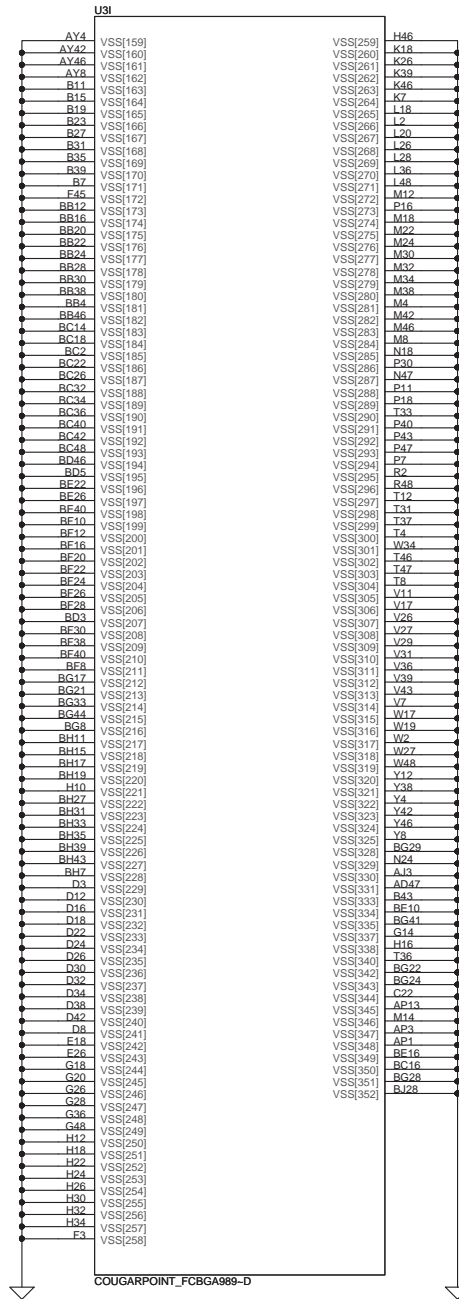 U3I
AY4 VSS[159]
AY42 VSS[160]
AY46 VSS[161]
AY8 VSS[162]
B11 VSS[163]
B15 VSS[164]
B19 VSS[165]
B23 VSS[166]
B27 VSS[167]
B31 VSS[168]
B35 VSS[169]
B39 VSS[170]
B7 VSS[171]
F45 VSS[172]
BB12 VSS[173]
BB16 VSS[174]
BB20 VSS[175]
BB22 VSS[176]
BB24 VSS[177]
BB28 VSS[178]
BB30 VSS[179]
BB38 VSS[180]
BB4 VSS[181]
BB46 VSS[182]
BC14 VSS[183]
BC18 VSS[184]
BC2 VSS[185]
BC22 VSS[186]
BC26 VSS[187]
BC32 VSS[188]
BC34 VSS[189]
BC36 VSS[190]
BC40 VSS[191]
BC42 VSS[192]
BC48 VSS[193]
BD46 VSS[194]
BD5 VSS[195]
BE22 VSS[196]
BE26 VSS[197]
BE40 VSS[198]
BF10 VSS[199]
BF12 VSS[200]
BF16 VSS[201]
BF20 VSS[202]
BF22 VSS[203]
BF24 VSS[204]
BF26 VSS[205]
BF28 VSS[206]
BD3 VSS[207]
BF30 VSS[208]
BF38 VSS[209]
BF40 VSS[210]
BF8 VSS[211]
BG17 VSS[212]
BG21 VSS[213]
BG33 VSS[214]
BG44 VSS[215]
BG8 VSS[216]
BH11 VSS[217]
BH15 VSS[218]
BH17 VSS[219]
BH19 VSS[220]
H10 VSS[221]
BH27 VSS[222]
BH31 VSS[223]
BH33 VSS[224]
BH35 VSS[225]
BH39 VSS[226]
BH43 VSS[227]
BH7 VSS[228]
D3 VSS[229]
D12 VSS[230]
D16 VSS[231]
D18 VSS[232]
D22 VSS[233]
D24 VSS[234]
D26 VSS[235]
D30 VSS[236]
D32 VSS[237]
D34 VSS[238]
D38 VSS[239]
D42 VSS[240]
D8 VSS[241]
E18 VSS[242]
E26 VSS[243]
G18 VSS[244]
G20 VSS[245]
G26 VSS[246]
G28 VSS[247]
G36 VSS[248]
G48 VSS[249]
H12 VSS[250]
H18 VSS[251]
H22 VSS[252]
H24 VSS[253]
H26 VSS[254]
H30 VSS[255]
H32 VSS[256]
H34 VSS[257]
F3 VSS[258]
VSS[259] H46
VSS[260] K18
VSS[261] K26
VSS[262] K39
VSS[263] K46
VSS[264] K7
VSS[265] L18
VSS[266] L2
VSS[267] L20
VSS[268] L26
VSS[269] L28
VSS[270] L36
VSS[271] L48
VSS[272] M12
VSS[273] P16
VSS[274] M18
VSS[275] M22
VSS[276] M24
VSS[277] M30
VSS[278] M32
VSS[279] M34
VSS[280] M38
VSS[281] M4
VSS[282] M42
VSS[283] M46
VSS[284] M8
VSS[285] N18
VSS[286] P30
VSS[287] N47
VSS[288] P11
VSS[289] P18
VSS[290] T33
VSS[291] P40
VSS[292] P43
VSS[293] P47
VSS[294] P7
VSS[295] R2
VSS[296] R48
VSS[297] T12
VSS[298] T31
VSS[299] T37
VSS[300] T4
VSS[301] W34
VSS[302] T46
VSS[303] T47
VSS[304] T8
VSS[305] V11
VSS[306] V17
VSS[307] V26
VSS[308] V27
VSS[309] V29
VSS[310] V31
VSS[311] V36
VSS[312] V39
VSS[313] V43
VSS[314] V7
VSS[315] W17
VSS[316] W19
VSS[317] W2
VSS[318] W27
VSS[319] W48
VSS[320] Y12
VSS[321] Y38
VSS[322] Y4
VSS[323] Y42
VSS[324] Y46
VSS[325] Y8
VSS[328] BG29
VSS[329] N24
VSS[330] AJ3
VSS[331] AD47
VSS[333] B43
VSS[334] BE10
VSS[335] BG41
VSS[337] G14
VSS[338] H16
VSS[340] T36
VSS[342] BG22
VSS[343] BG24
VSS[344] C22
VSS[345] AP13
VSS[346] M14
VSS[347] AP3
VSS[348] AP1
VSS[349] BE16
VSS[350] BC16
VSS[351] BG28
VSS[352] BJ28
COUGARPOINT_FCBGA989~D